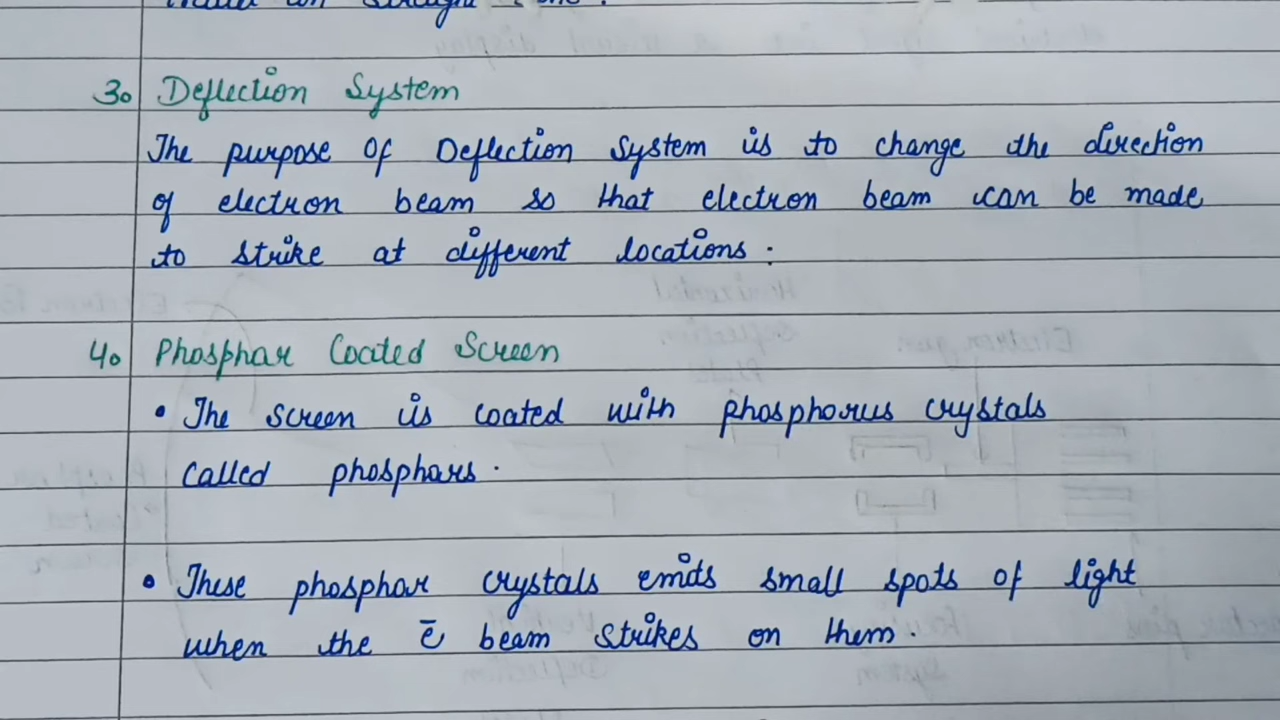 3. Deflection System
The purpose of Deflection System is to change the direction
of electron beam so that electron beam can be made
to strike at different locations :
4. Phosphar Coated Screen
• The screen is coated with phosphorus crystals
called phosphars.
• These phosphar crystals emits small spots of light
when the ē beam strikes on them.